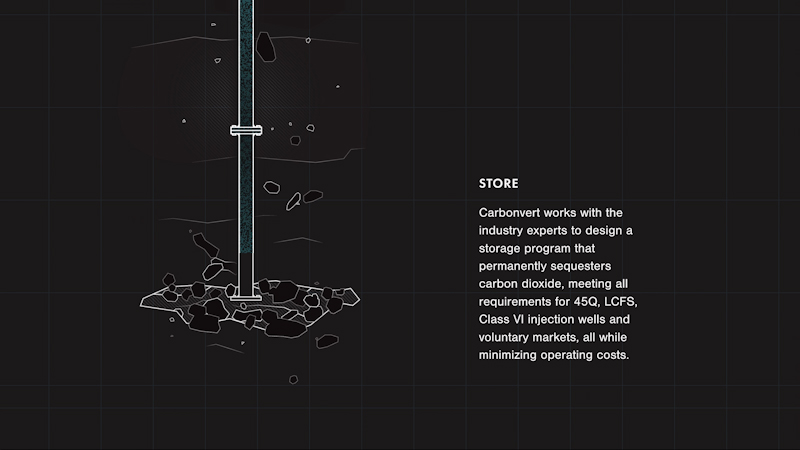 STORE
Carbonvert works with the
industry experts to design a
storage program that
permanently sequesters
carbon dioxide, meeting all
requirements for 45Q, LCFS,
Class VI injection wells and
voluntary markets, all while
minimizing operating costs.